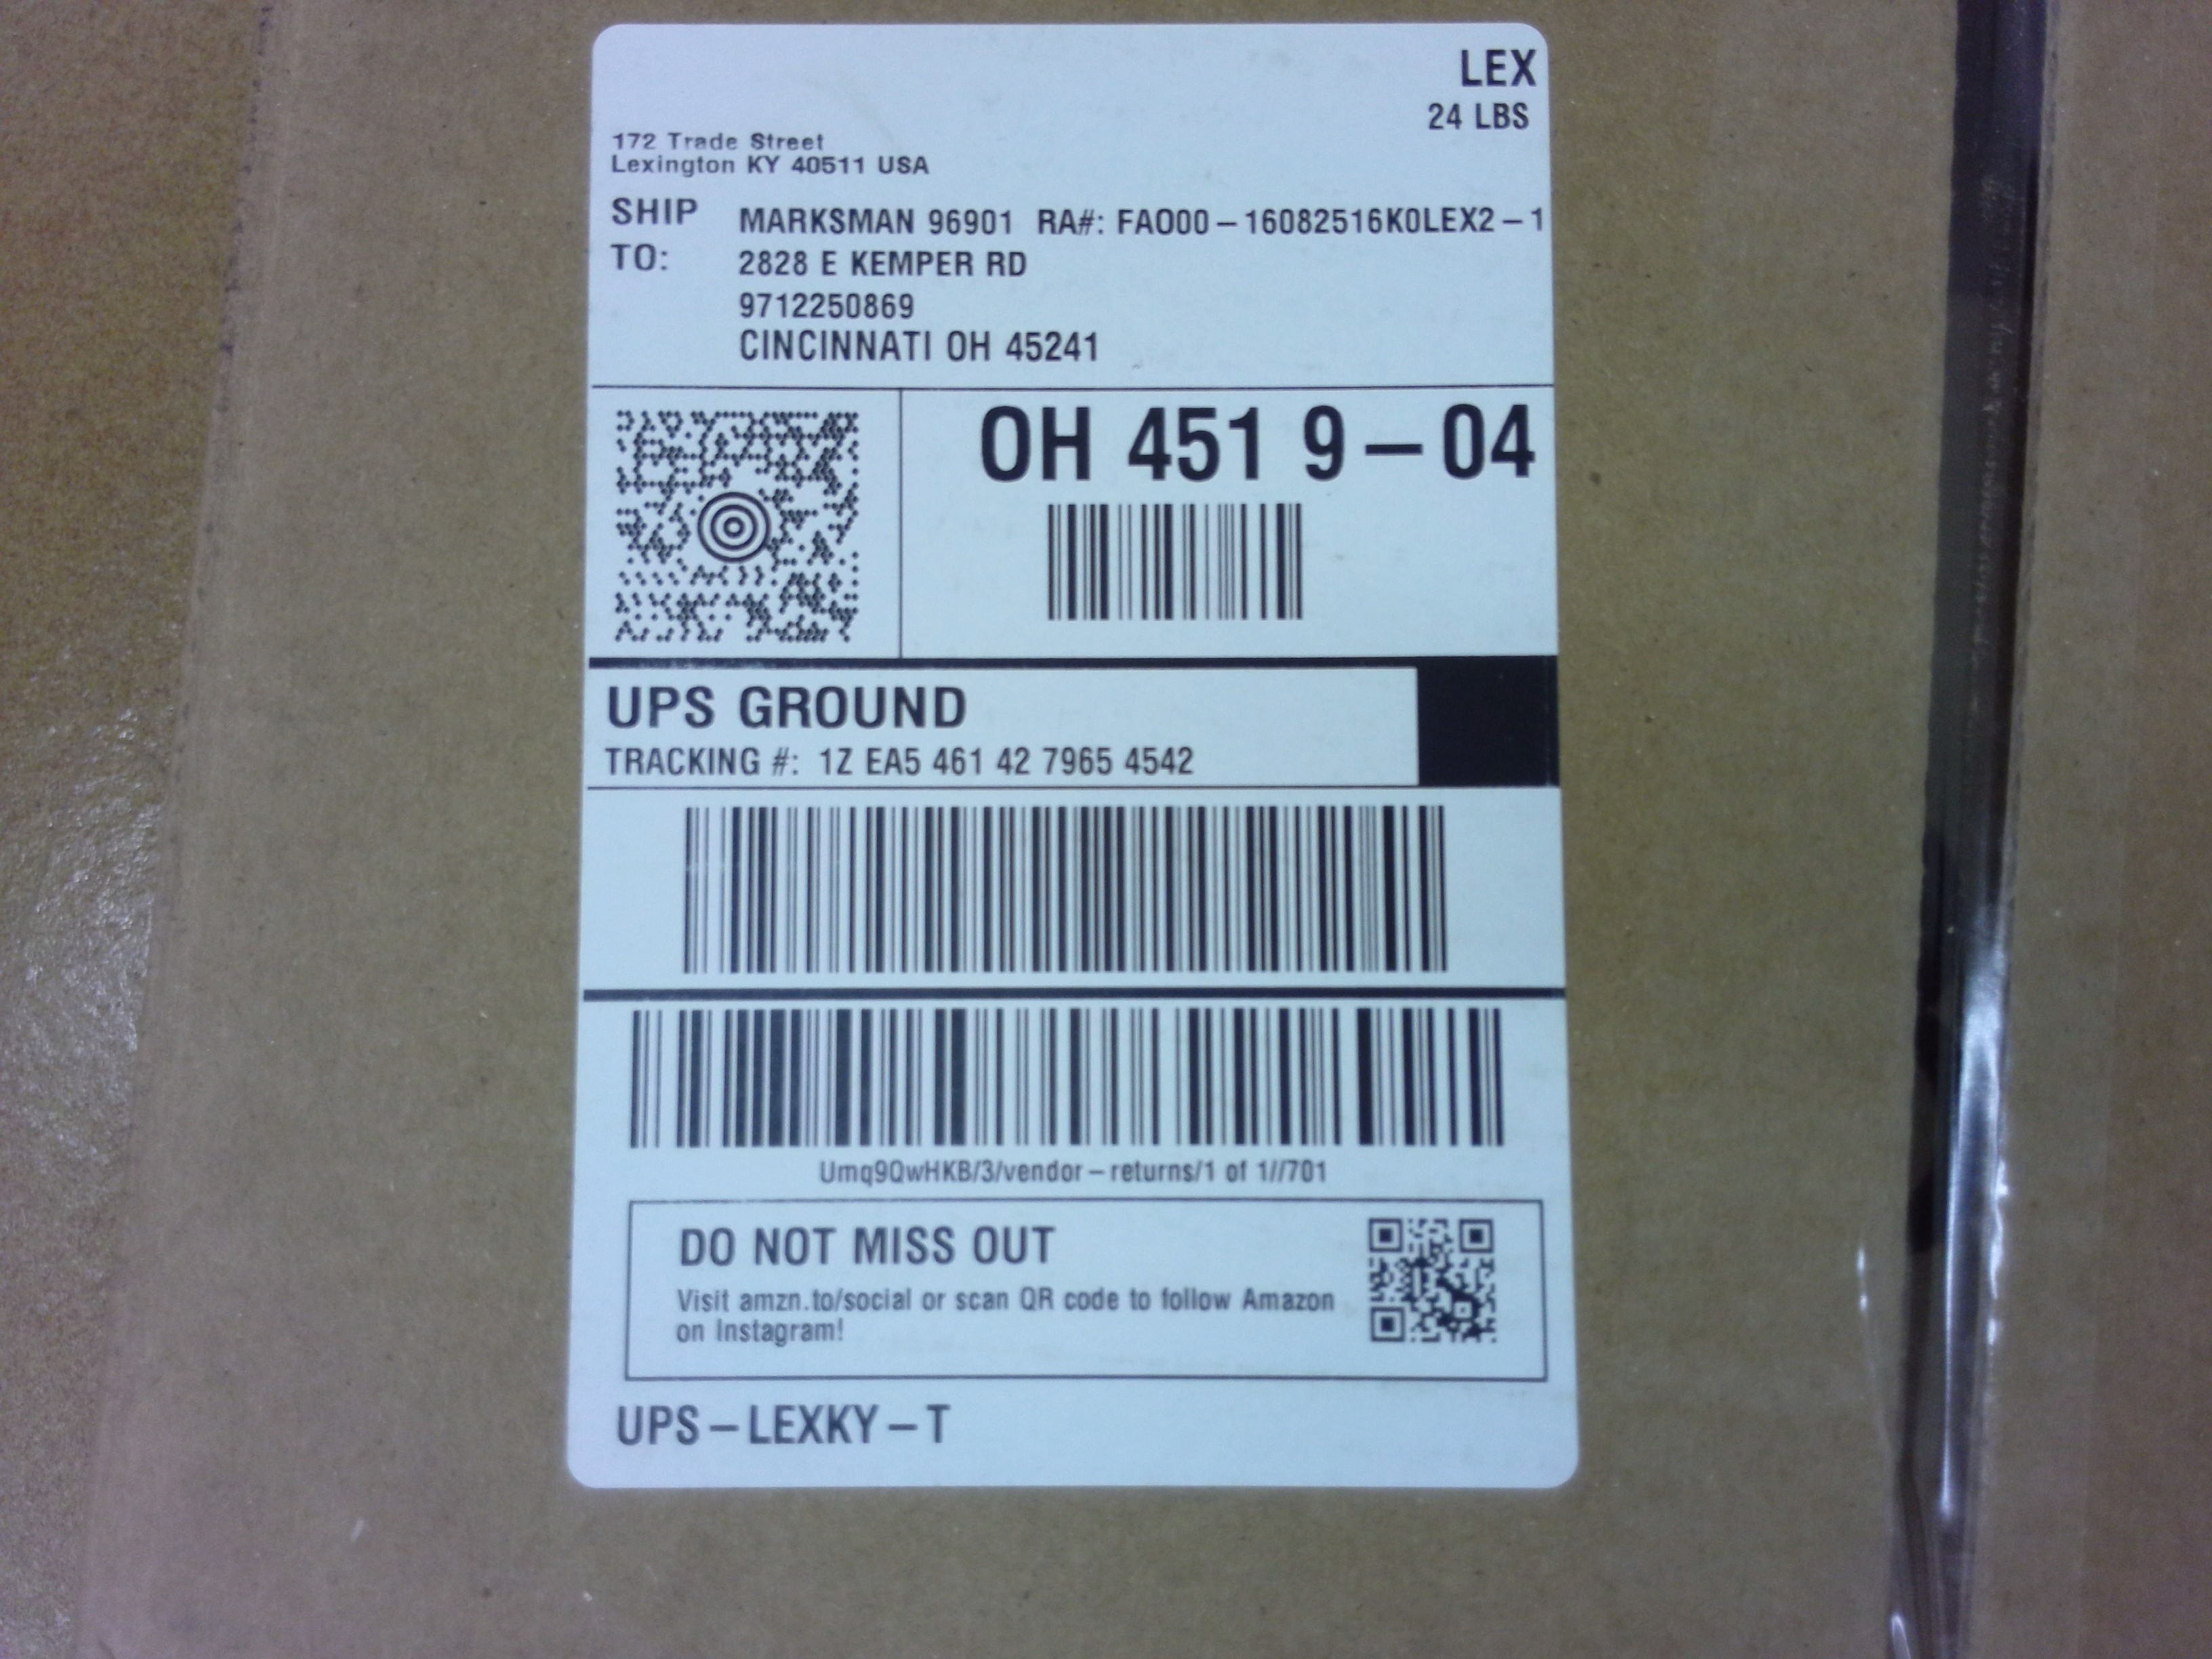 LEX
24 LBS
172 Trade Street
Lexington KY 40511 USA
SHIP TO:
MARKSMAN 96901 RA#: FAO00-16082516K0LEX2-1
2828 E KEMPER RD
9712250869
CINCINNATI OH 45241
OH 451 9-04
UPS GROUND
TRACKING #: 1Z EA5 461 42 7965 4542
Umq9QwHKB/3/vendor-returns/1 of 1//701
DO NOT MISS OUT
Visit amzn.to/social or scan QR code to follow Amazon
on Instagram!
UPS-LEXKY-T